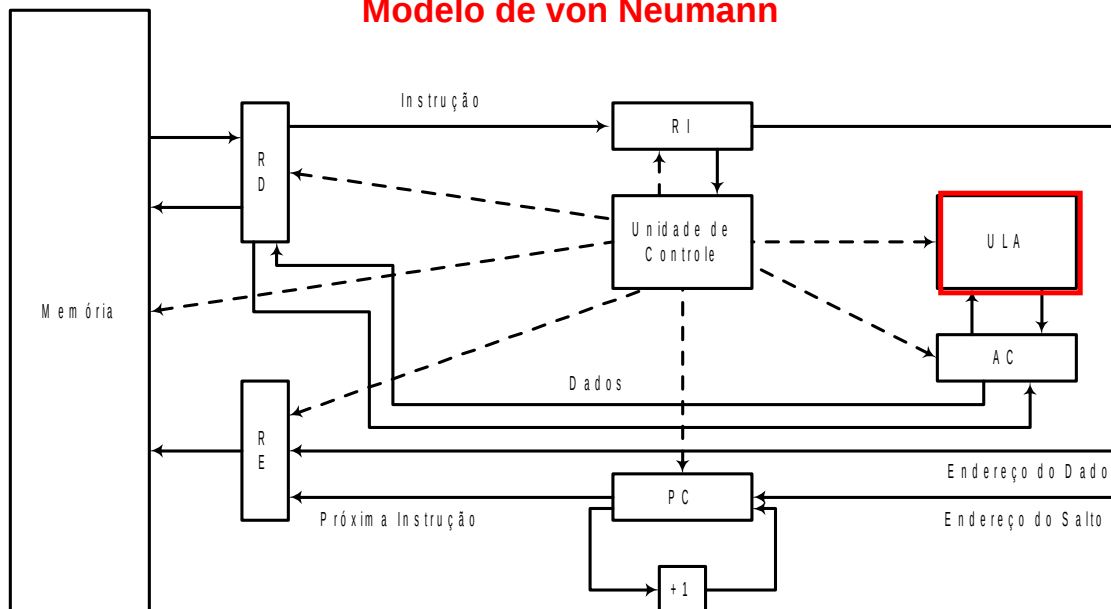 Modelo de von Neumann
Instrução
RI
R
D
Unidade de
Controle
ULA
Memória
AC
Dados
R
E
Endereço do Dado
PC
Próxima Instrução
Endereço do Salto
+1